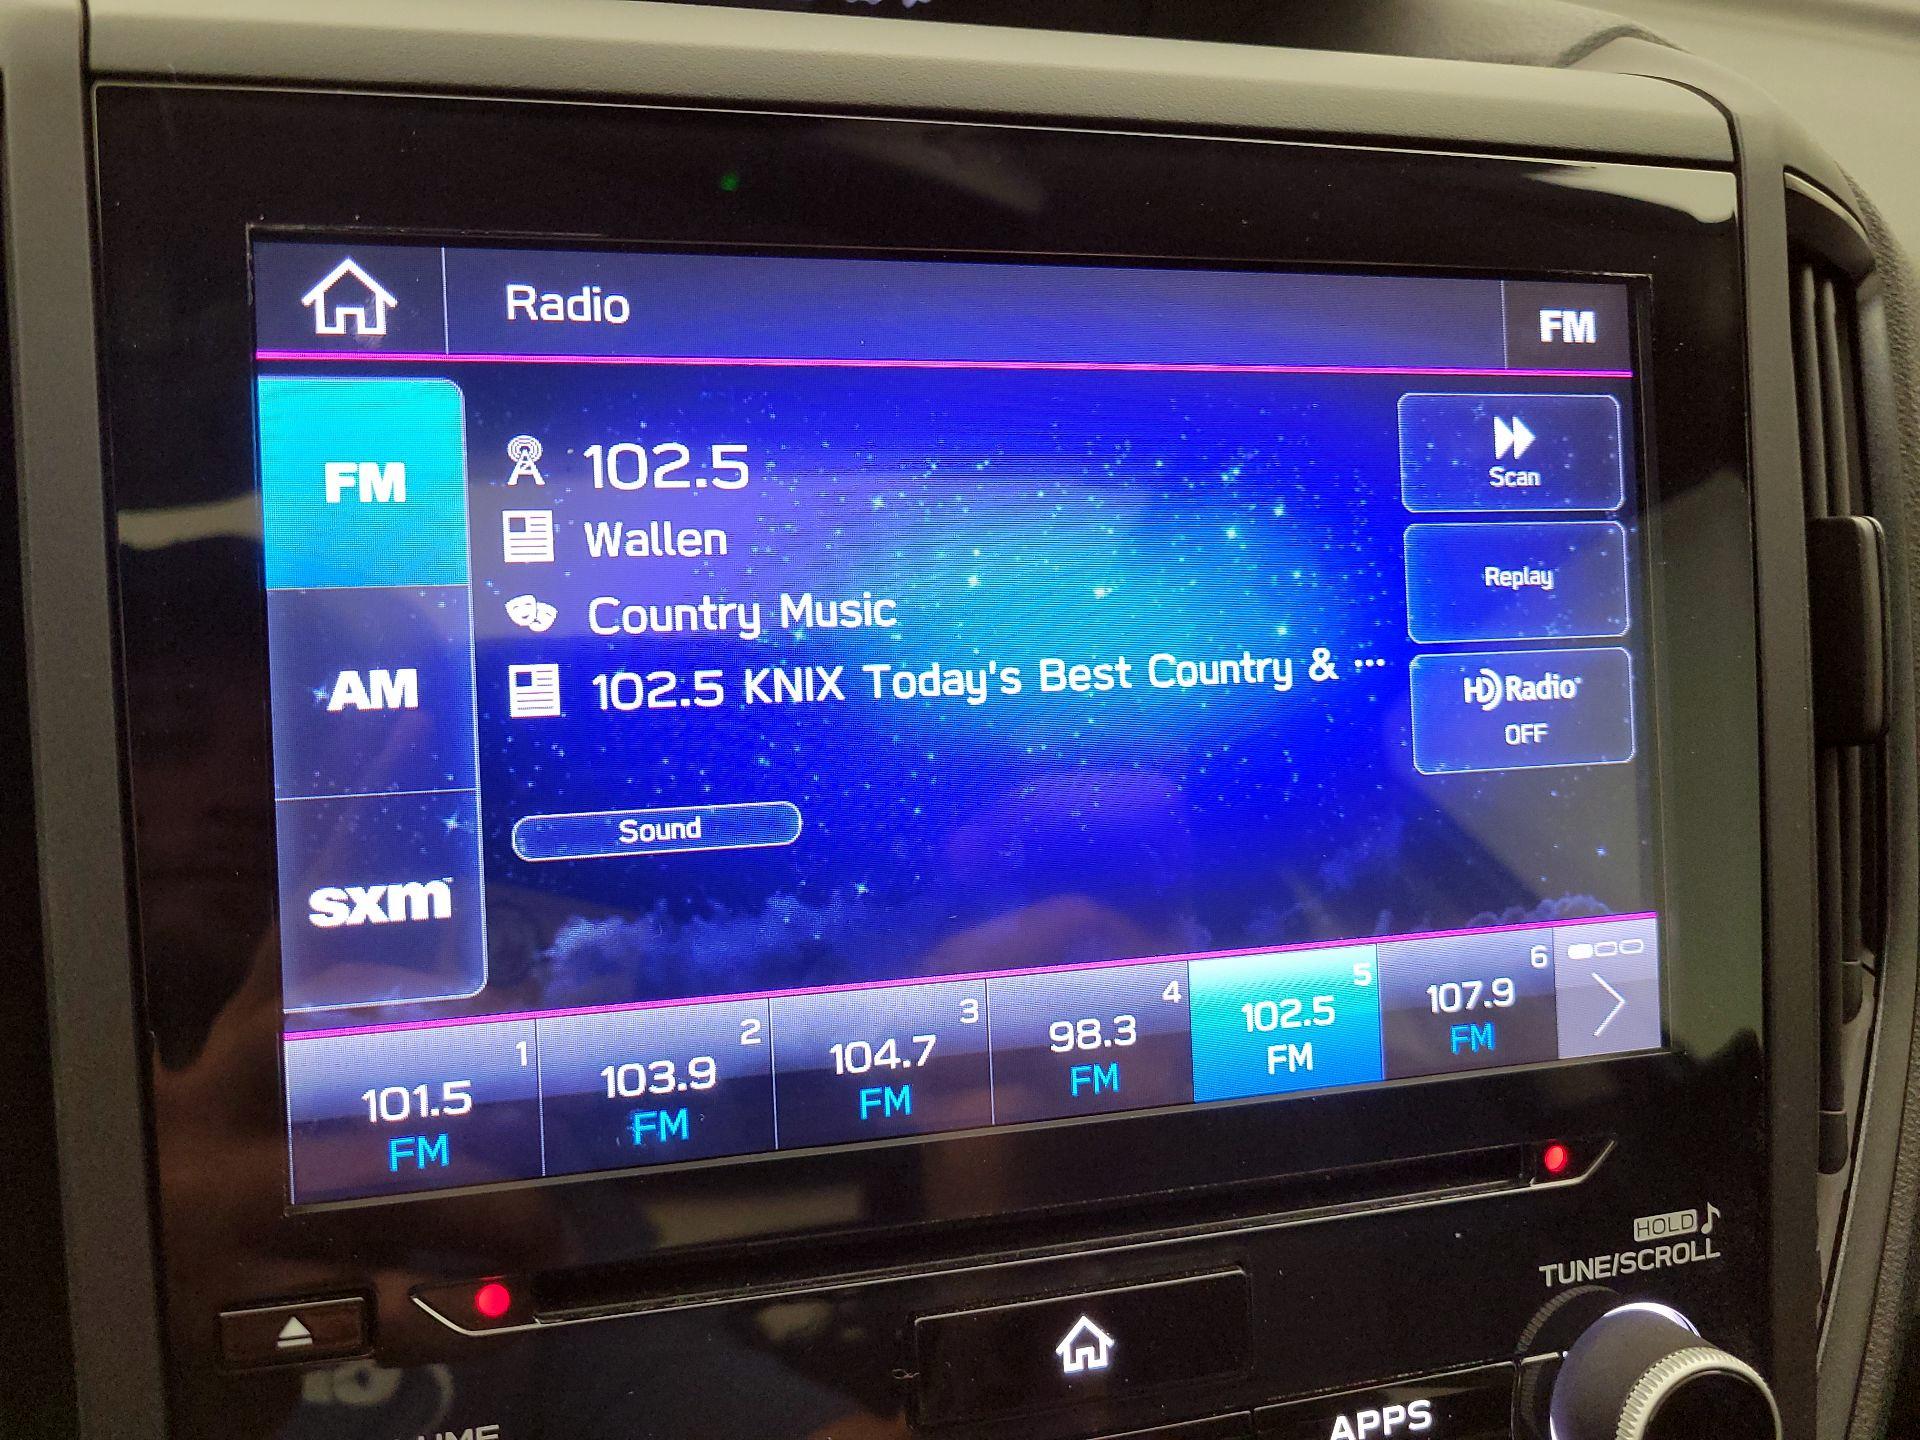 Radio
FM
FM
AM
sxm
102.5
Wallen
Country Music
102.5 KNIX Today's Best Country & ...
Scan
Replay
HD Radio
OFF
Sound
1
101.5
FM
2
103.9
FM
3
104.7
FM
4
98.3
FM
5
102.5
FM
6
107.9
FM
HOLD
TUNE/SCROLL
APPS